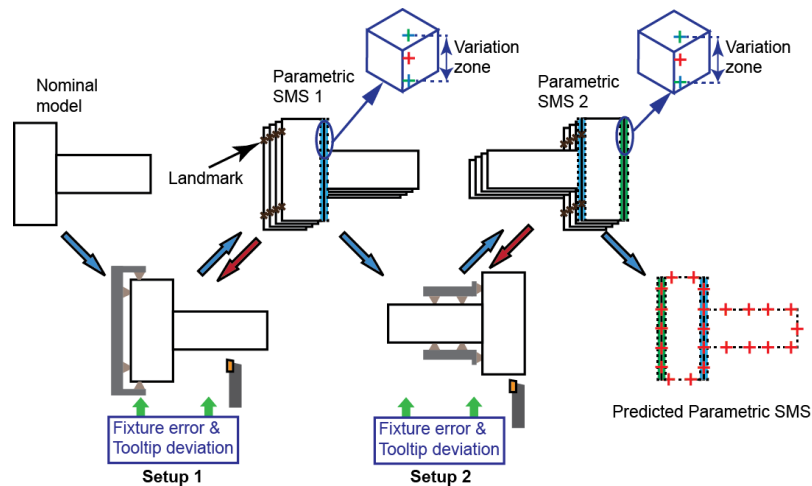 Nominal
model
Parametric
SMS 1
Variation
zone
Landmark
Parametric
SMS 2
Variation
zone
Fixture error &
Tooltip deviation
Setup 1
Fixture error &
Tooltip deviation
Setup 2
Predicted Parametric SMS